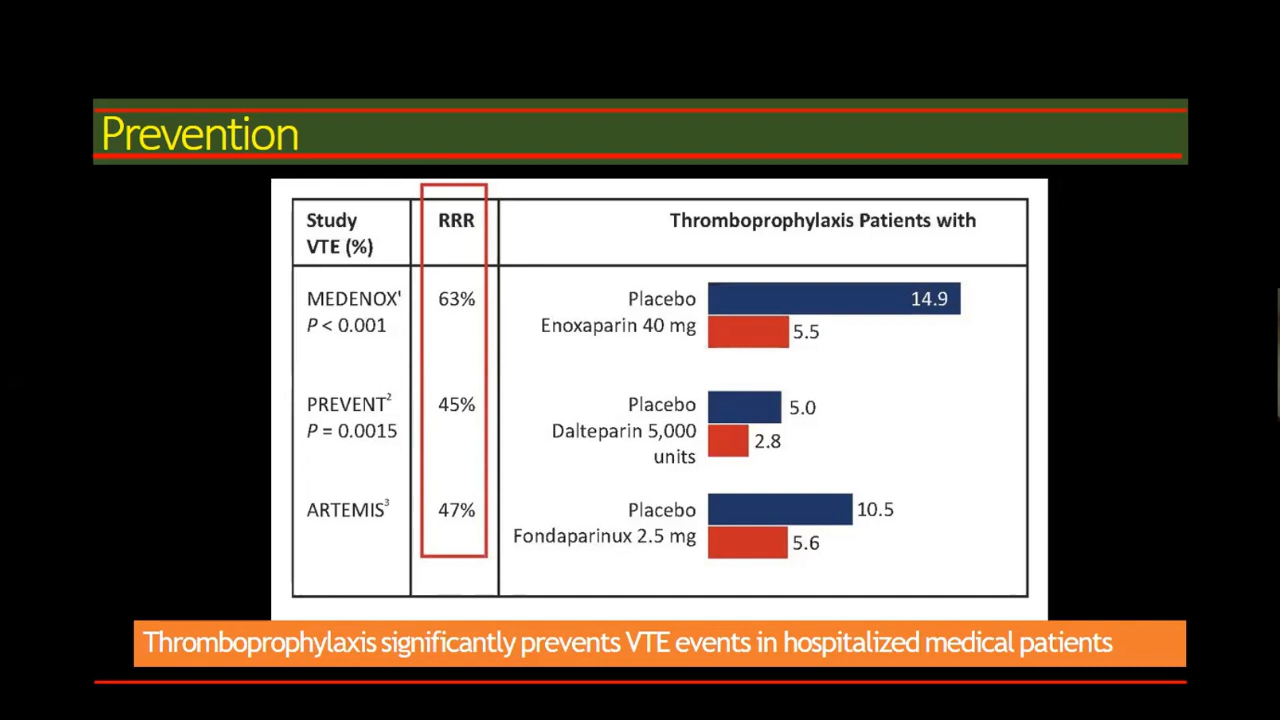 Prevention
Study
VTE (%)
RRR
Thromboprophylaxis Patients with
MEDENOX¹
P < 0.001
63%
Placebo
Enoxaparin 40 mg
14.9
5.5
PREVENT²
P = 0.0015
45%
Placebo
Dalteparin 5,000
units
5.0
2.8
ARTEMIS³
47%
Placebo
Fondaparinux 2.5 mg
10.5
5.6
Thromboprophylaxis significantly prevents VTE events in hospitalized medical patients